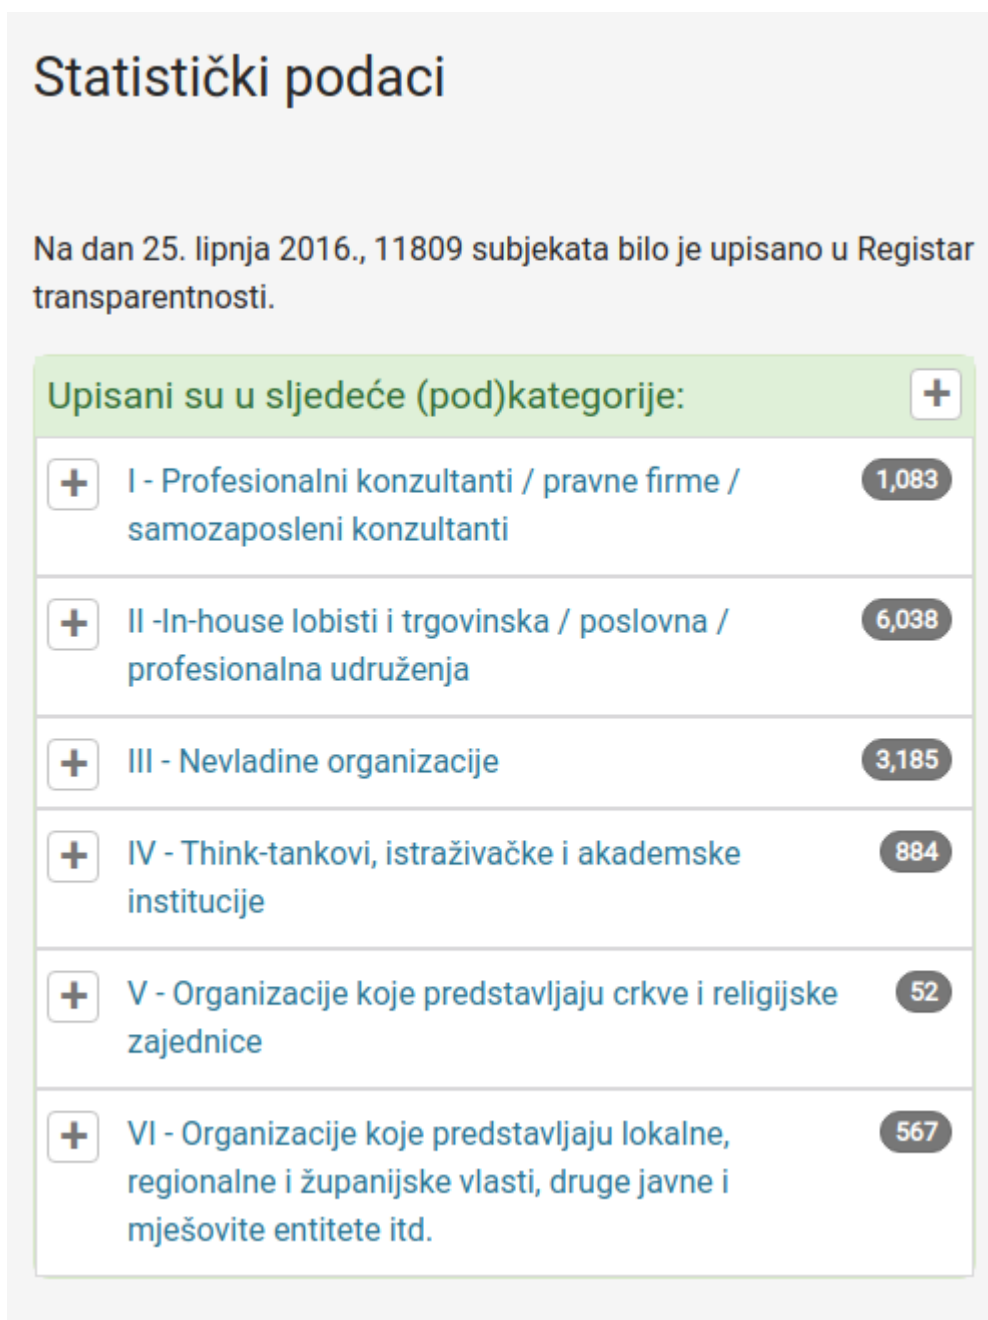 Statistički podaci
Na dan 25. lipnja 2016., 11809 subjekata bilo je upisano u Registar
transparentnosti.
Upisani su u sljedeće (pod)kategorije:
I - Profesionalni konzultanti / pravne firme /
samozaposleni konzultanti
1,083
II -In-house lobisti i trgovinska / poslovna /
profesionalna udruženja
6,038
III - Nevladine organizacije
3,185
IV - Think-tankovi, istraživačke i akademske
institucije
884
V - Organizacije koje predstavljaju crkve i religijske
zajednice
52
VI - Organizacije koje predstavljaju lokalne,
regionalne i županijske vlasti, druge javne i
mješovite entitete itd.
567